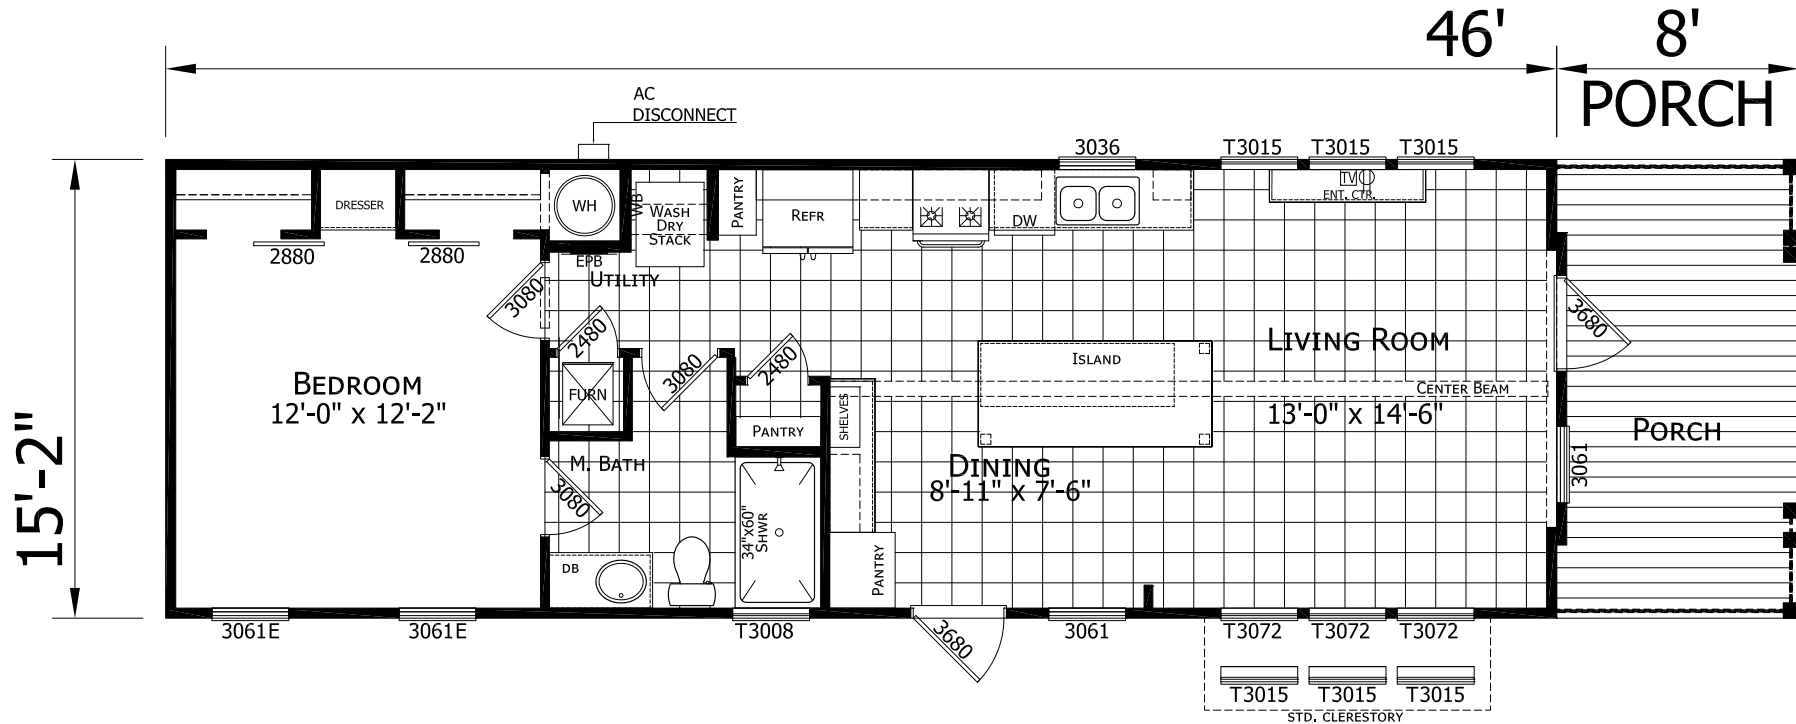 46'
8'
PORCH
AC
DISCONNECT
3036
T3015
T3015
T3015
15'-2"
DRESSER
WH
WB
WASH
DRY
STACK
PANTRY
REFR
DW
TV
ENT. CTR.
2880
2880
EPB
UTILITY
3080
2480
FURN
3080
2480
PANTRY
SHELVES
ISLAND
LIVING ROOM
13'-0" x 14'-6"
CENTER BEAM
3680
BEDROOM
12'-0" x 12'-2"
M. BATH
3080
34"x60"
SHWR
DINING
8'-11" x 7'-6"
3061
PORCH
DB
PANTRY
3061E
3061E
T3008
3680
3061
T3072
T3072
T3072
T3015
T3015
T3015
STD. CLERESTORY